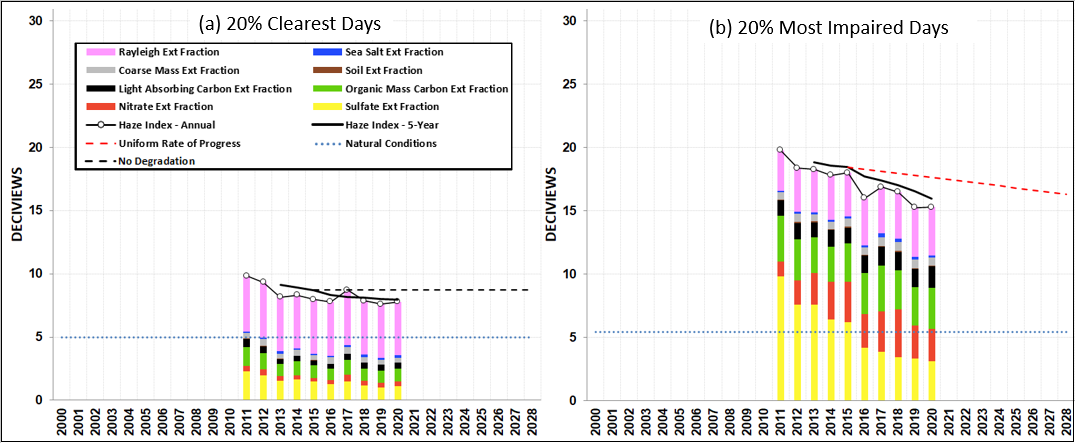 (a) 20% Clearest Days
30
25
20
15
10
5
0
DECIVIEWS
Rayleigh Ext Fraction
Sea Salt Ext Fraction
Coarse Mass Ext Fraction
Soil Ext Fraction
Light Absorbing Carbon Ext Fraction
Organic Mass Carbon Ext Fraction
Nitrate Ext Fraction
Sulfate Ext Fraction
Haze Index - Annual
Haze Index - 5-Year
Uniform Rate of Progress
Natural Conditions
No Degradation
2000 2001 2002 2003 2004 2005 2006 2007 2008 2009 2010 2011 2012 2013 2014 2015 2016 2017 2018 2019 2020 2021 2022 2023 2024 2025 2026 2027 2028
(b) 20% Most Impaired Days
30
25
20
15
10
5
0
DECIVIEWS
2000 2001 2002 2003 2004 2005 2006 2007 2008 2009 2010 2011 2012 2013 2014 2015 2016 2017 2018 2019 2020 2021 2022 2023 2024 2025 2026 2027 2028